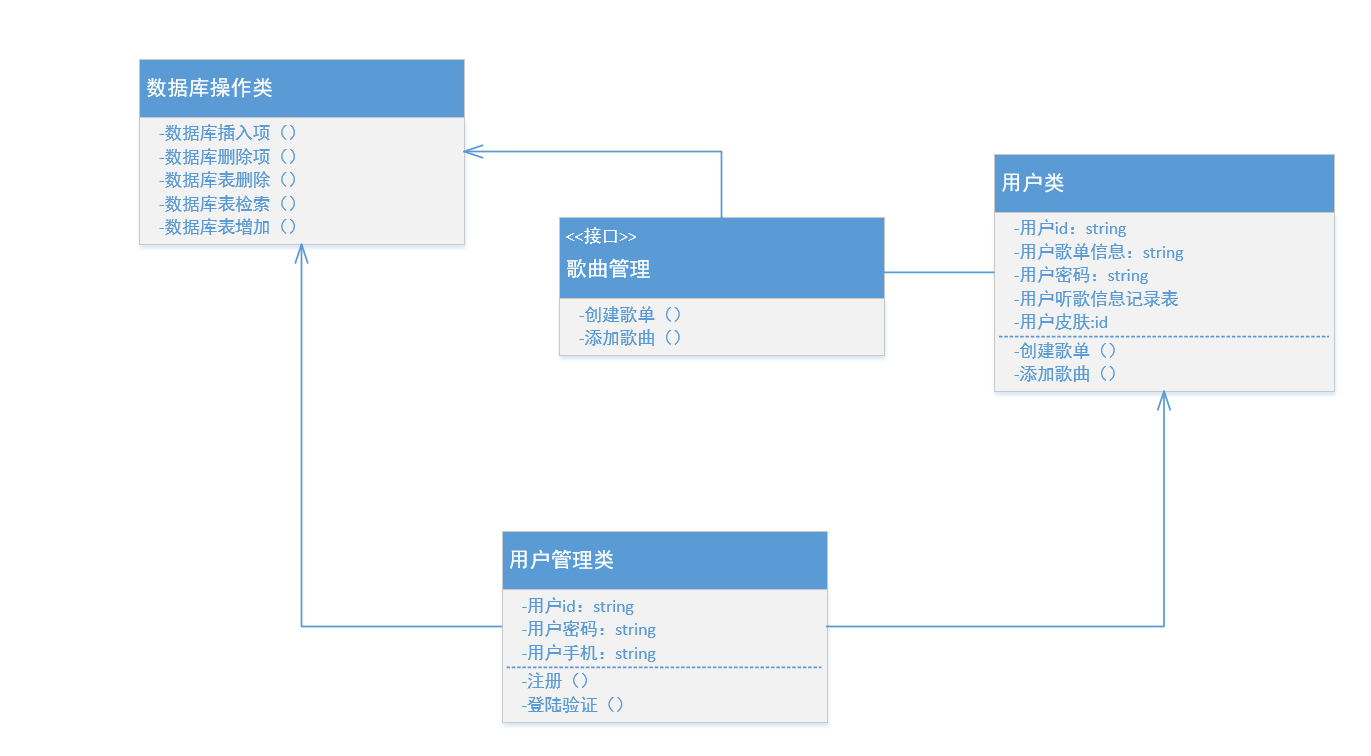 数据库操作类
-数据库插入项（）
-数据库删除项（）
-数据库表删除（）
-数据库表检索（）
-数据库表增加（）
<<接口>>
歌曲管理
-创建歌单（）
-添加歌曲（）
用户类
-用户id：string
-用户歌单信息：string
-用户密码：string
-用户听歌信息记录表
-用户皮肤:id
-创建歌单（）
-添加歌曲（）
用户管理类
-用户id：string
-用户密码：string
-用户手机：string
-注册（）
-登陆验证（）